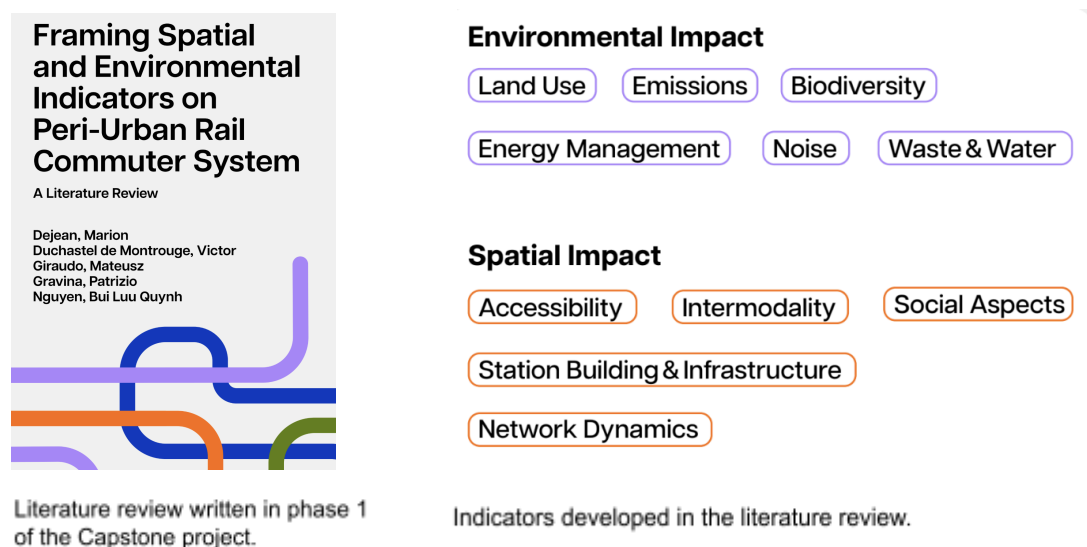 Framing Spatial
and Environmental
Indicators on
Peri-Urban Rail
Commuter System
A Literature Review
Dejean, Marion
Duchastel de Montrouge, Victor
Giraudo, Mateusz
Gravina, Patrizio
Nguyen, Bui Luu Quynh
Literature review written in phase 1
of the Capstone project.
Environmental Impact
Land Use Emissions Biodiversity
Energy Management Noise Waste & Water
Spatial Impact
Accessibility Intermodality Social Aspects
Station Building & Infrastructure
Network Dynamics
Indicators developed in the literature review.